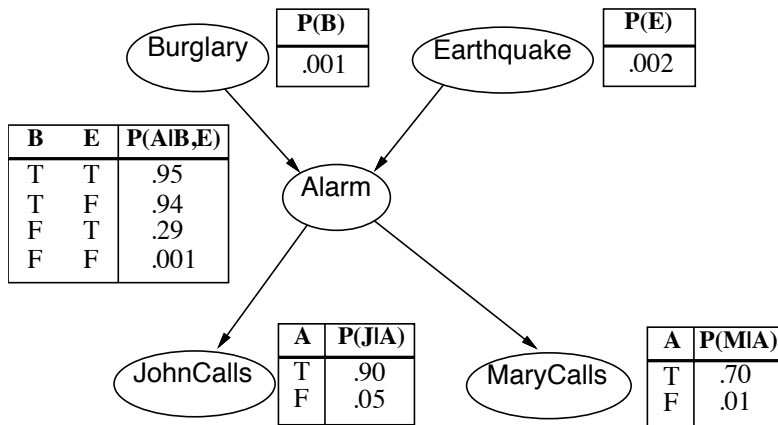 Burglary
P(B)
.001
Earthquake
P(E)
.002
B E P(A|B,E)
T T .95
T F .94
F T .29
F F .001
Alarm
JohnCalls
A P(J|A)
T .90
F .05
MaryCalls
A P(M|A)
T .70
F .01